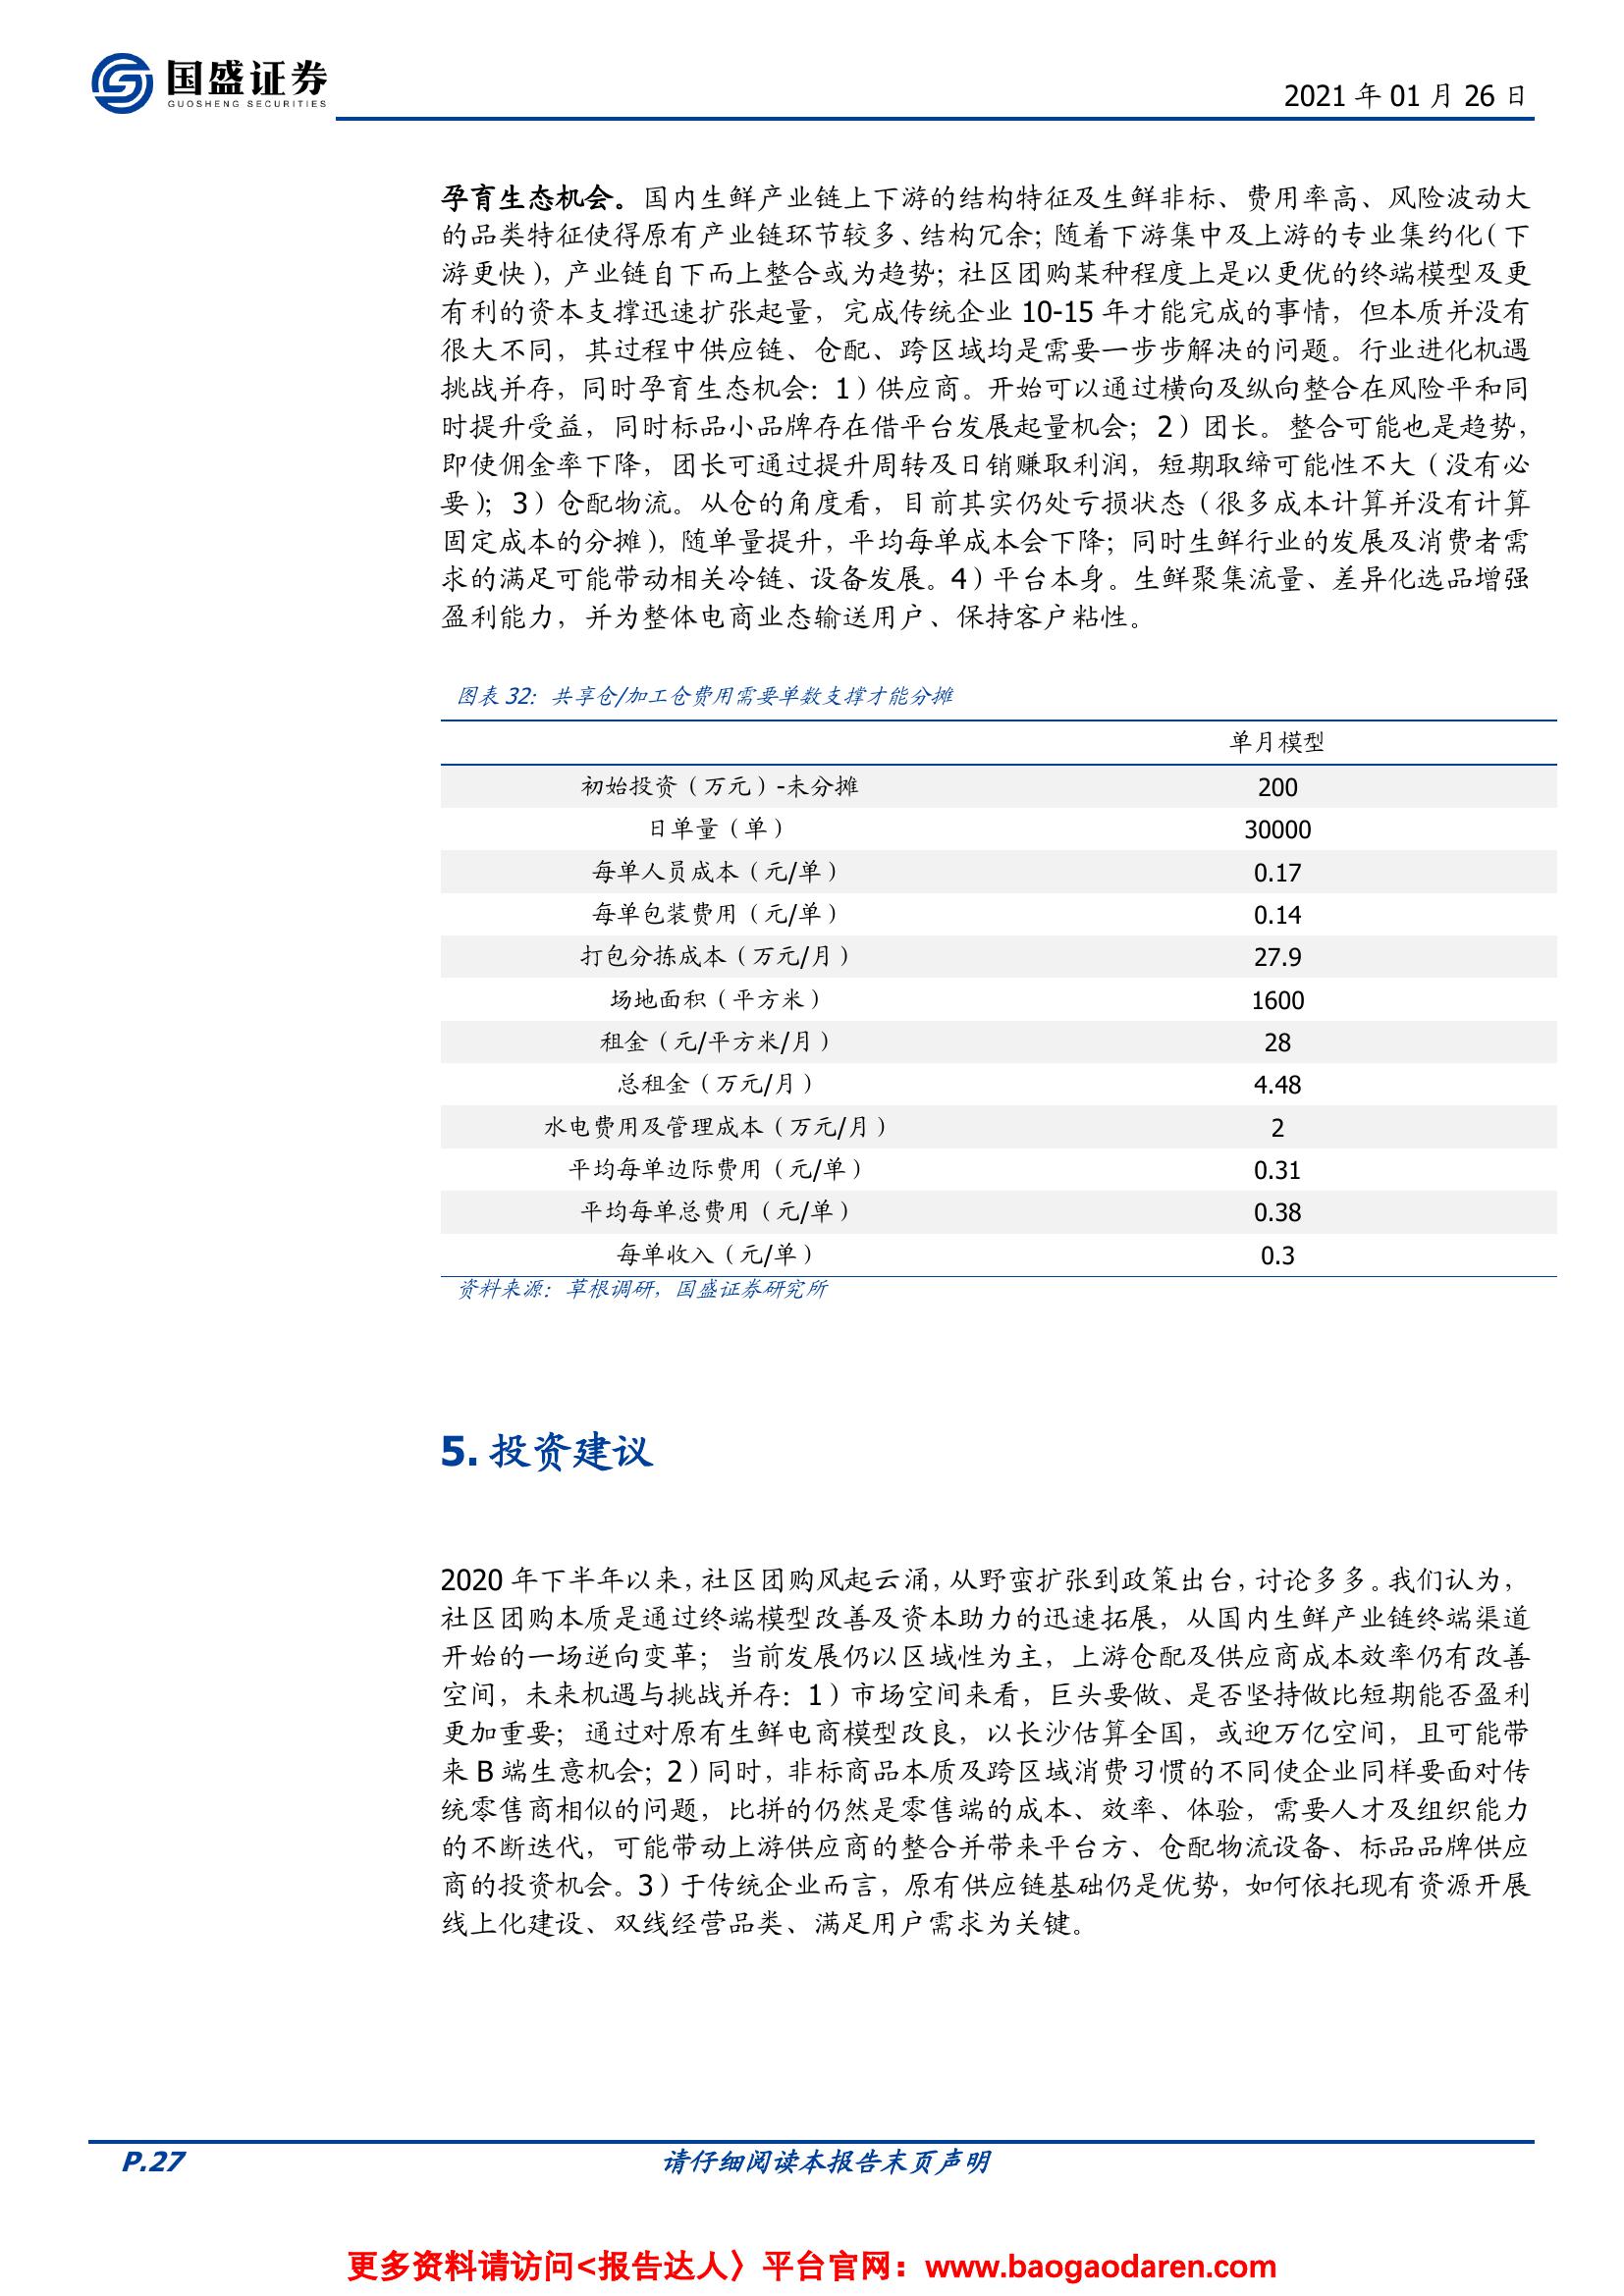 国盛证券
GUOSHENG SECURITIES
2021 年 01 月 26 日
孕育生态机会。国内生鲜产业链上下游的结构特征及生鲜非标、费用率高、风险波动大
的品类特征使得原有产业链环节较多、结构冗余；随着下游集中及上游的专业集约化（下
游更快），产业链自下而上整合或为趋势；社区团购某种程度上是以更优的终端模型及更
有利的资本支撑迅速扩张起量，完成传统企业 10-15 年才能完成的事情，但本质并没有
很大不同，其过程中供应链、仓配、跨区域均是需要一步步解决的问题。行业进化机遇
挑战并存，同时孕育生态机会：1）供应商。开始可以通过横向及纵向整合在风险平和同
时提升受益，同时标品小品牌存在借平台发展起量机会；2）团长。整合可能也是趋势，
即使佣金率下降，团长可通过提升周转及日销赚取利润，短期取缔可能性不大（没有必
要）；3）仓配物流。从仓的角度看，目前其实仍处亏损状态（很多成本计算并没有计算
固定成本的分摊），随单量提升，平均每单成本会下降；同时生鲜行业的发展及消费者需
求的满足可能带动相关冷链、设备发展。4）平台本身。生鲜聚集流量、差异化选品增强
盈利能力，并为整体电商业态输送用户、保持客户粘性。
图表 32：共享仓/加工仓费用需要单数支撑才能分摊
单月模型
初始投资（万元）-未分摊 200
日单量（单） 30000
每单人员成本（元/单） 0.17
每单包装费用（元/单） 0.14
打包分拣成本（万元/月） 27.9
场地面积（平方米） 1600
租金（元/平方米/月） 28
总租金（万元/月） 4.48
水电费用及管理成本（万元/月） 2
平均每单边际费用（元/单） 0.31
平均每单总费用（元/单） 0.38
每单收入（元/单） 0.3
资料来源：草根调研，国盛证券研究所
5. 投资建议
2020 年下半年以来，社区团购风起云涌，从野蛮扩张到政策出台，讨论多多。我们认为，
社区团购本质是通过终端模型改善及资本助力的迅速拓展，从国内生鲜产业链终端渠道
开始的一场逆向变革；当前发展仍以区域性为主，上游仓配及供应商成本效率仍有改善
空间，未来机遇与挑战并存：1）市场空间来看，巨头要做、是否坚持做比短期能否盈利
更加重要；通过对原有生鲜电商模型改良，以长沙估算全国，或迎万亿空间，且可能带
来 B 端生意机会；2）同时，非标商品本质及跨区域消费习惯的不同使企业同样要面对传
统零售商相似的问题，比拼的仍然是零售端的成本、效率、体验，需要人才及组织能力
的不断迭代，可能带动上游供应商的整合并带来平台方、仓配物流设备、标品品牌供应
商的投资机会。3）于传统企业而言，原有供应链基础仍是优势，如何依托现有资源开展
线上化建设、双线经营品类、满足用户需求为关键。
P.27 请仔细阅读本报告末页声明
更多资料请访问<报告达人〉平台官网：www.baogaodaren.com